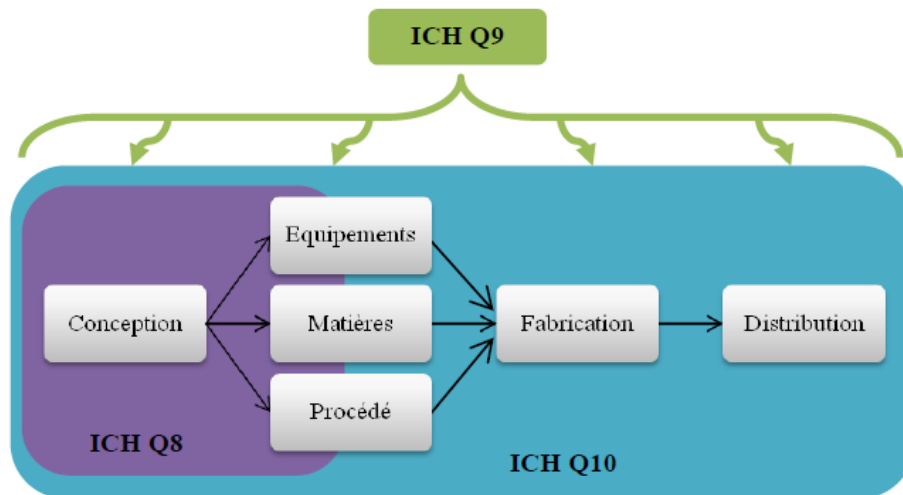 ICH Q9
Equipements
Conception
Matières
Fabrication
Distribution
Procédé
ICH Q8
ICH Q10